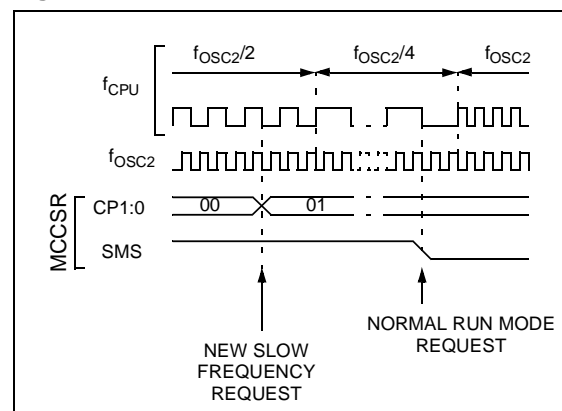 fOSC2/2 fOSC2/4 fOSC2
fCPU
fOSC2
MCCSR
CP1:0 00 01
SMS
NEW SLOW
FREQUENCY
REQUEST
NORMAL RUN MODE
REQUEST